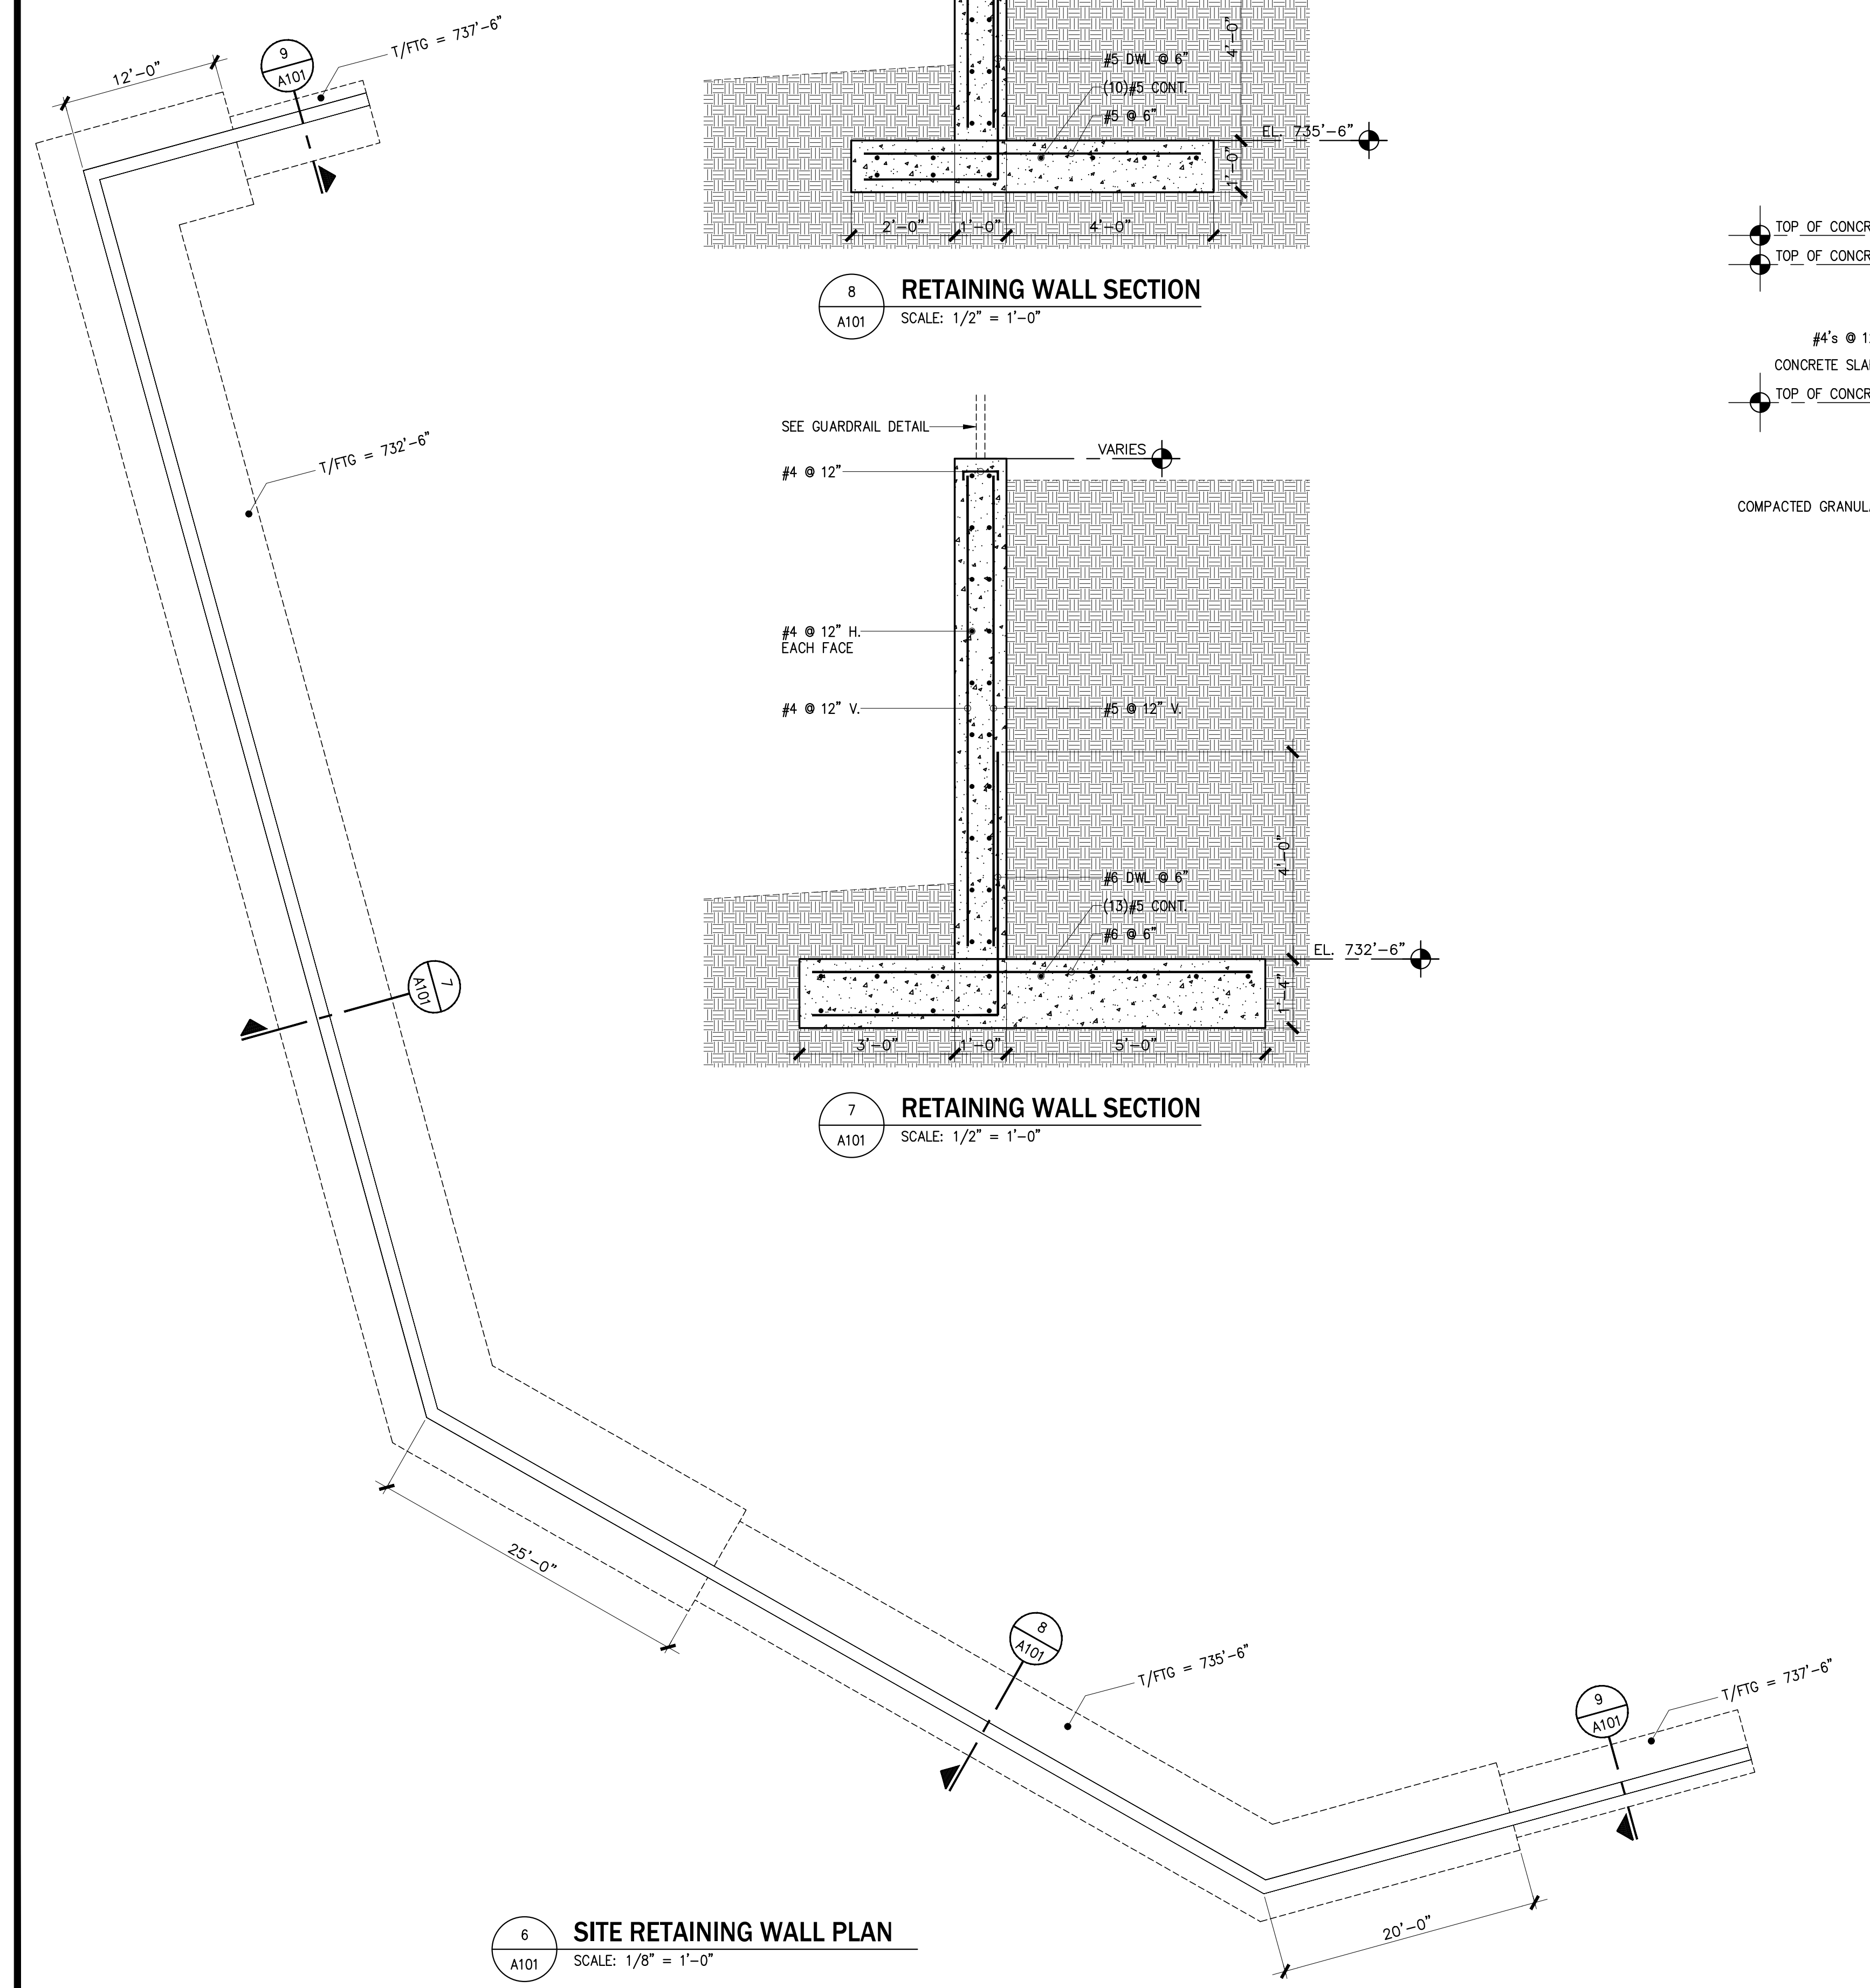 12'-0"
9
A101
T/FTG = 737'-6"
T/FTG = 732'-6"
7
A101
25'-0"
8
A101
T/FTG = 735'-6"
9
A101
T/FTG = 737'-6"
20'-0"
6
A101
SITE RETAINING WALL PLAN
SCALE: 1/8" = 1'-0"
4'-0"
#5 DWL @ 6"
(10)#5 CONT.
#5 @ 6"
EL. 735'-6"
1'-0"
2'-0"
1'-0"
4'-0"
8
A101
RETAINING WALL SECTION
SCALE: 1/2" = 1'-0"
SEE GUARDRAIL DETAIL
VARIES
#4 @ 12"
#4 @ 12" H.
EACH FACE
#4 @ 12" V.
#5 @ 12" V.
4'-0"
#6 DWL @ 6"
(13)#5 CONT.
#6 @ 6"
EL. 732'-6"
1'-4"
3'-0"
1'-0"
5'-0"
7
A101
RETAINING WALL SECTION
SCALE: 1/2" = 1'-0"
TOP OF CONCR
TOP OF CONCR
#4's @
CONCRETE SLA
TOP OF CONCR
COMPACTED GRANUL